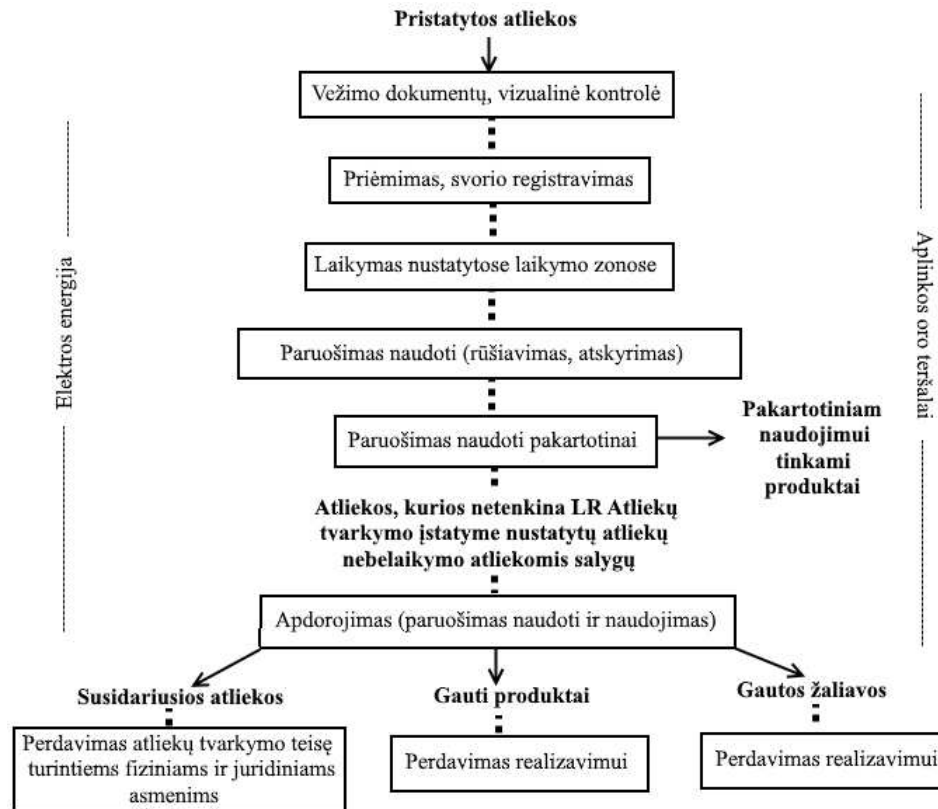 Pristatytos atliekos
Vežimo dokumentų, vizualinė kontrolė
Priėmimas, svorio registravimas
Laikymas nustatytose laikymo zonose
Elektros energija
Aplinkos oro teršalai
Paruošimas naudoti (rūšiavimas, atskyrimas)
Paruošimas naudoti pakartotinai
Pakartotiniam
naudojimui
tinkami
produktai
Atliekos, kurios netenkina LR Atliekų
tvarkymo įstatyme nustatytų atliekų
nebelaikymo atliekomis salygų
Apdorojimas (paruošimas naudoti ir naudojimas)
Susidariusios atliekos
Gauti produktai
Gautos žaliavos
Perdavimas atliekų tvarkymo teisę
turintiems fiziniams ir juridiniams
asmenims
Perdavimas realizavimui
Perdavimas realizavimui